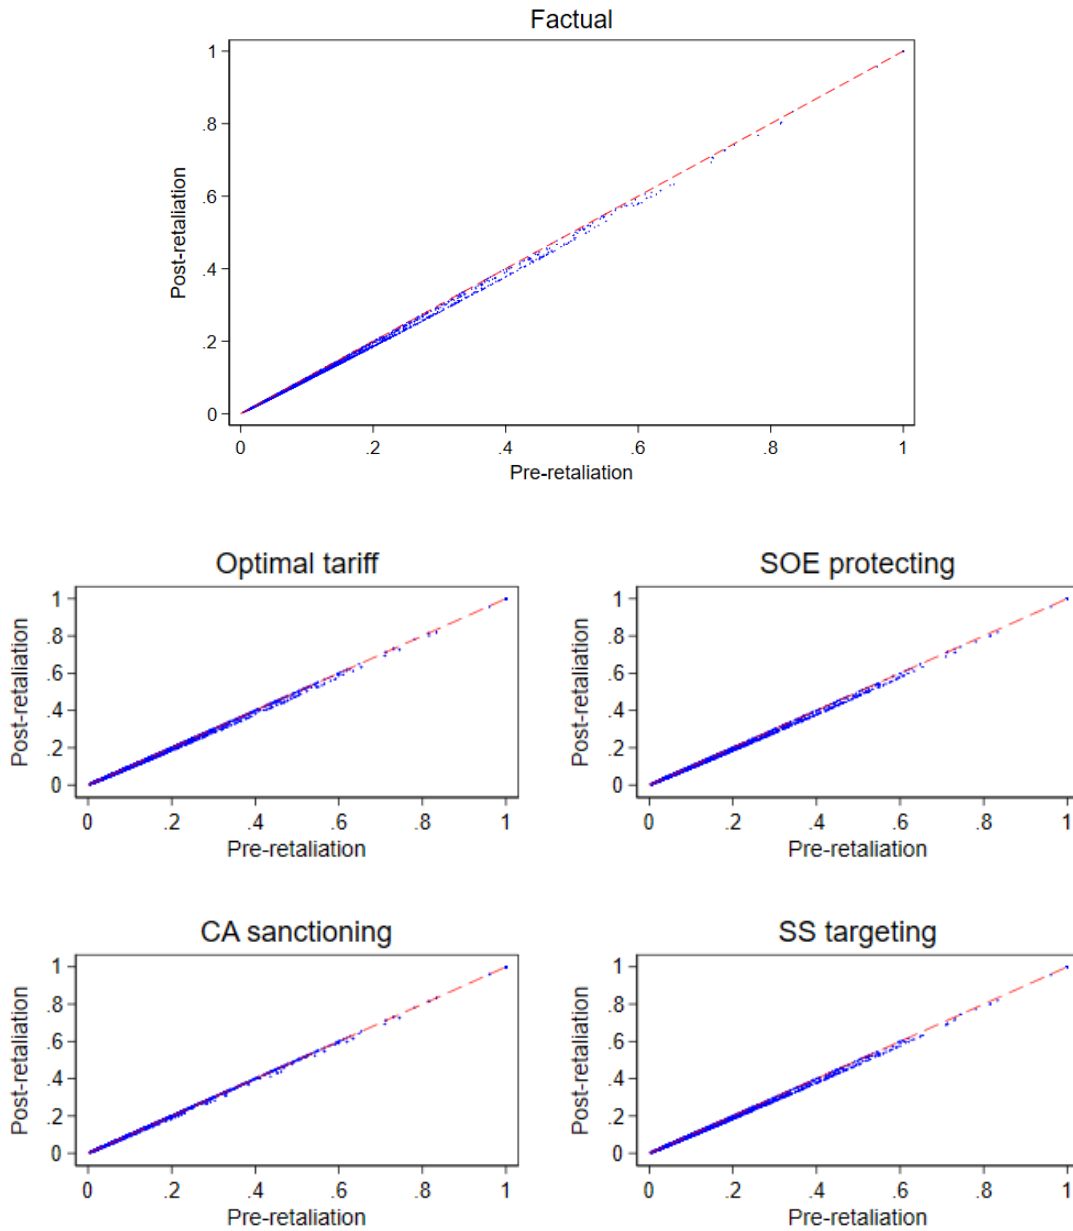 Factual
1
.8
.6
.4
.2
0
Post-retaliation
0 .2 .4 .6 .8 1
Pre-retaliation
Optimal tariff
1
.8
.6
.4
.2
0
Post-retaliation
0 .2 .4 .6 .8 1
Pre-retaliation
SOE protecting
1
.8
.6
.4
.2
0
Post-retaliation
0 .2 .4 .6 .8 1
Pre-retaliation
CA sanctioning
1
.8
.6
.4
.2
0
Post-retaliation
0 .2 .4 .6 .8 1
Pre-retaliation
SS targeting
1
.8
.6
.4
.2
0
Post-retaliation
0 .2 .4 .6 .8 1
Pre-retaliation